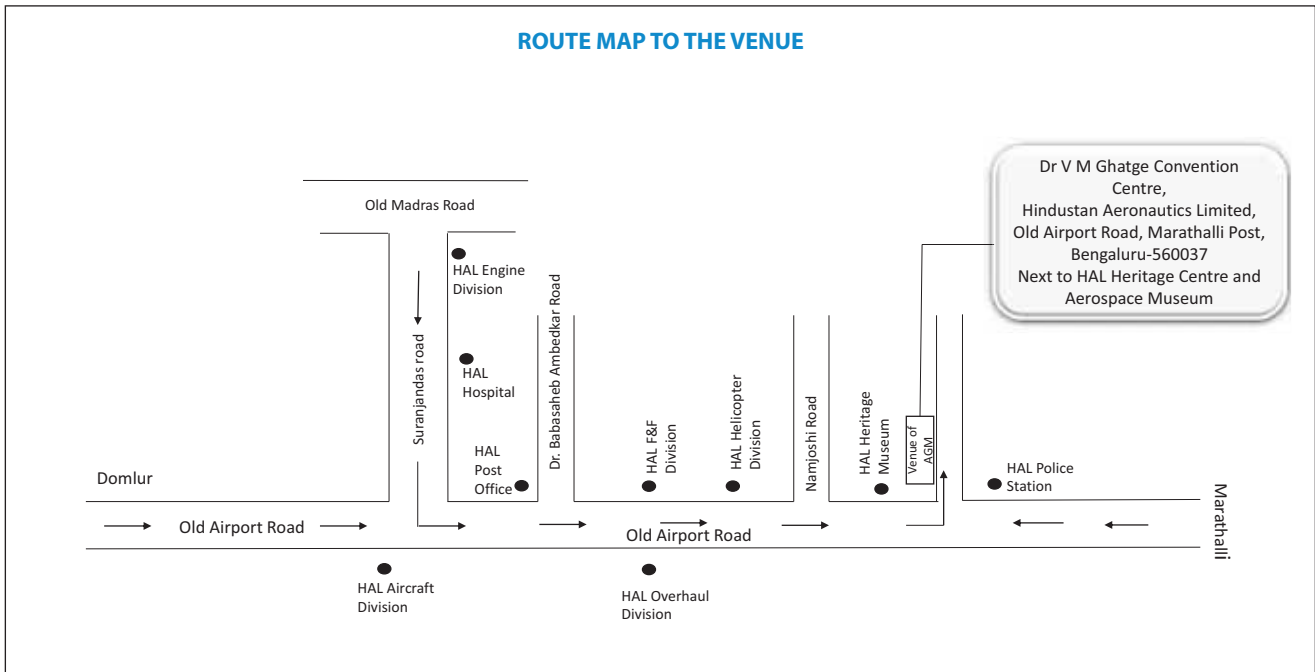 ROUTE MAP TO THE VENUE
Dr V M Ghatge Convention
Centre,
Hindustan Aeronautics Limited,
Old Airport Road, Marathalli Post,
Bengaluru-560037
Next to HAL Heritage Centre and
Aerospace Museum
Old Madras Road
HAL Engine
Division
Suranjandas road
HAL
Hospital
Dr. Babasaheb Ambedkar Road
HAL
Post
Office
HAL F&F
Division
HAL Helicopter
Division
Namjoshi Road
HAL Heritage
Museum
Venue of
AGM
HAL Police
Station
Domlur
Old Airport Road
Old Airport Road
Marathalli
HAL Aircraft
Division
HAL Overhaul
Division